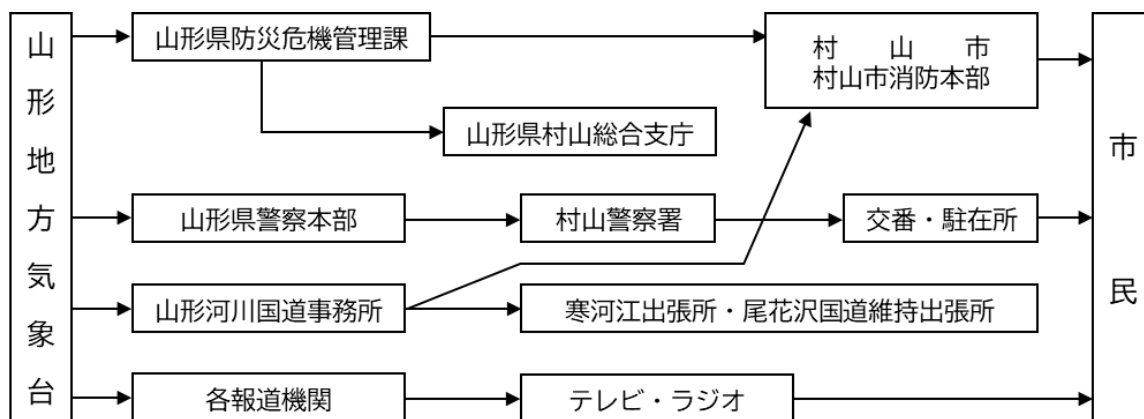 山形地方気象台
山形県防災危機管理課
村山市
村山市消防本部
山形県村山総合支庁
市民
山形県警察本部
村山警察署
交番・駐在所
山形河川国道事務所
寒河江出張所・尾花沢国道維持出張所
各報道機関
テレビ・ラジオ